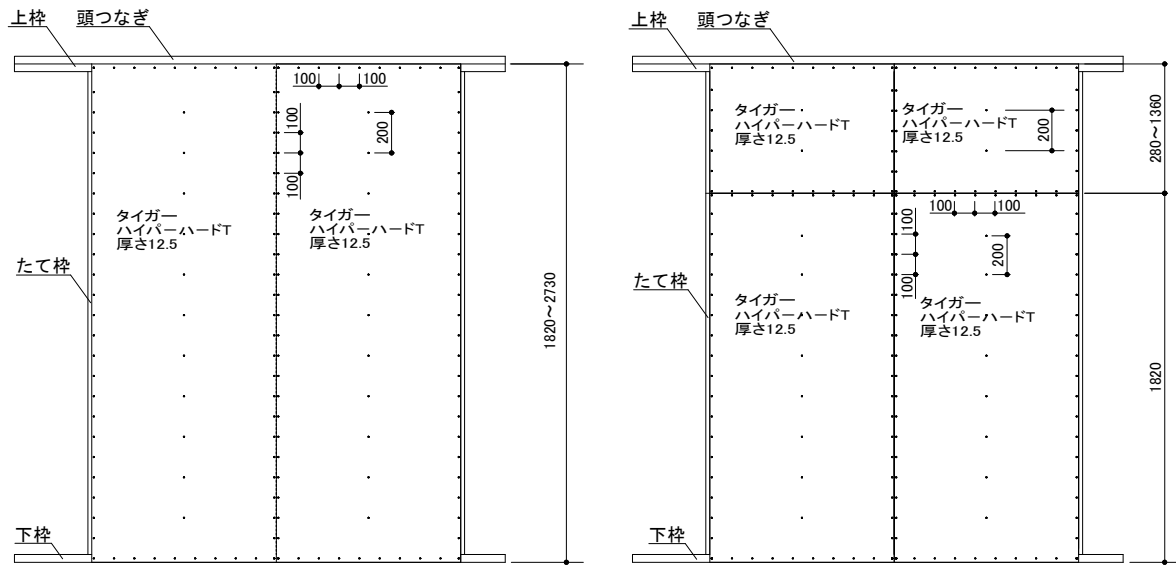 上枠
頭つなぎ
100
100
100
200
100
タイガー
ハイパーハードT
厚さ12.5
タイガー
ハイパーハードT
厚さ12.5
たて枠
1820～2730
下枠
上枠
頭つなぎ
タイガー
ハイパーハードT
厚さ12.5
タイガー
ハイパーハードT
厚さ12.5
200
280～1360
100
100
100
200
100
たて枠
タイガー
ハイパーハードT
厚さ12.5
タイガー
ハイパーハードT
厚さ12.5
1820
下枠